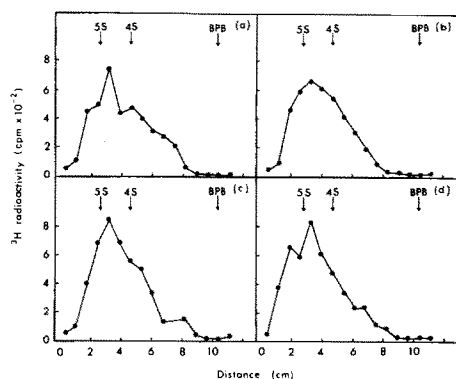 5S 4S BPB (a)
5S 4S BPB (b)
8
6
4
2
0
5S 4S BPB (c)
5S 4S BPB (d)
8
6
4
2
0
0 2 4 6 8 10 12 0 2 4 6 8 10 12
³H radioactivity (cpm × 10⁻²)
Distance (cm)